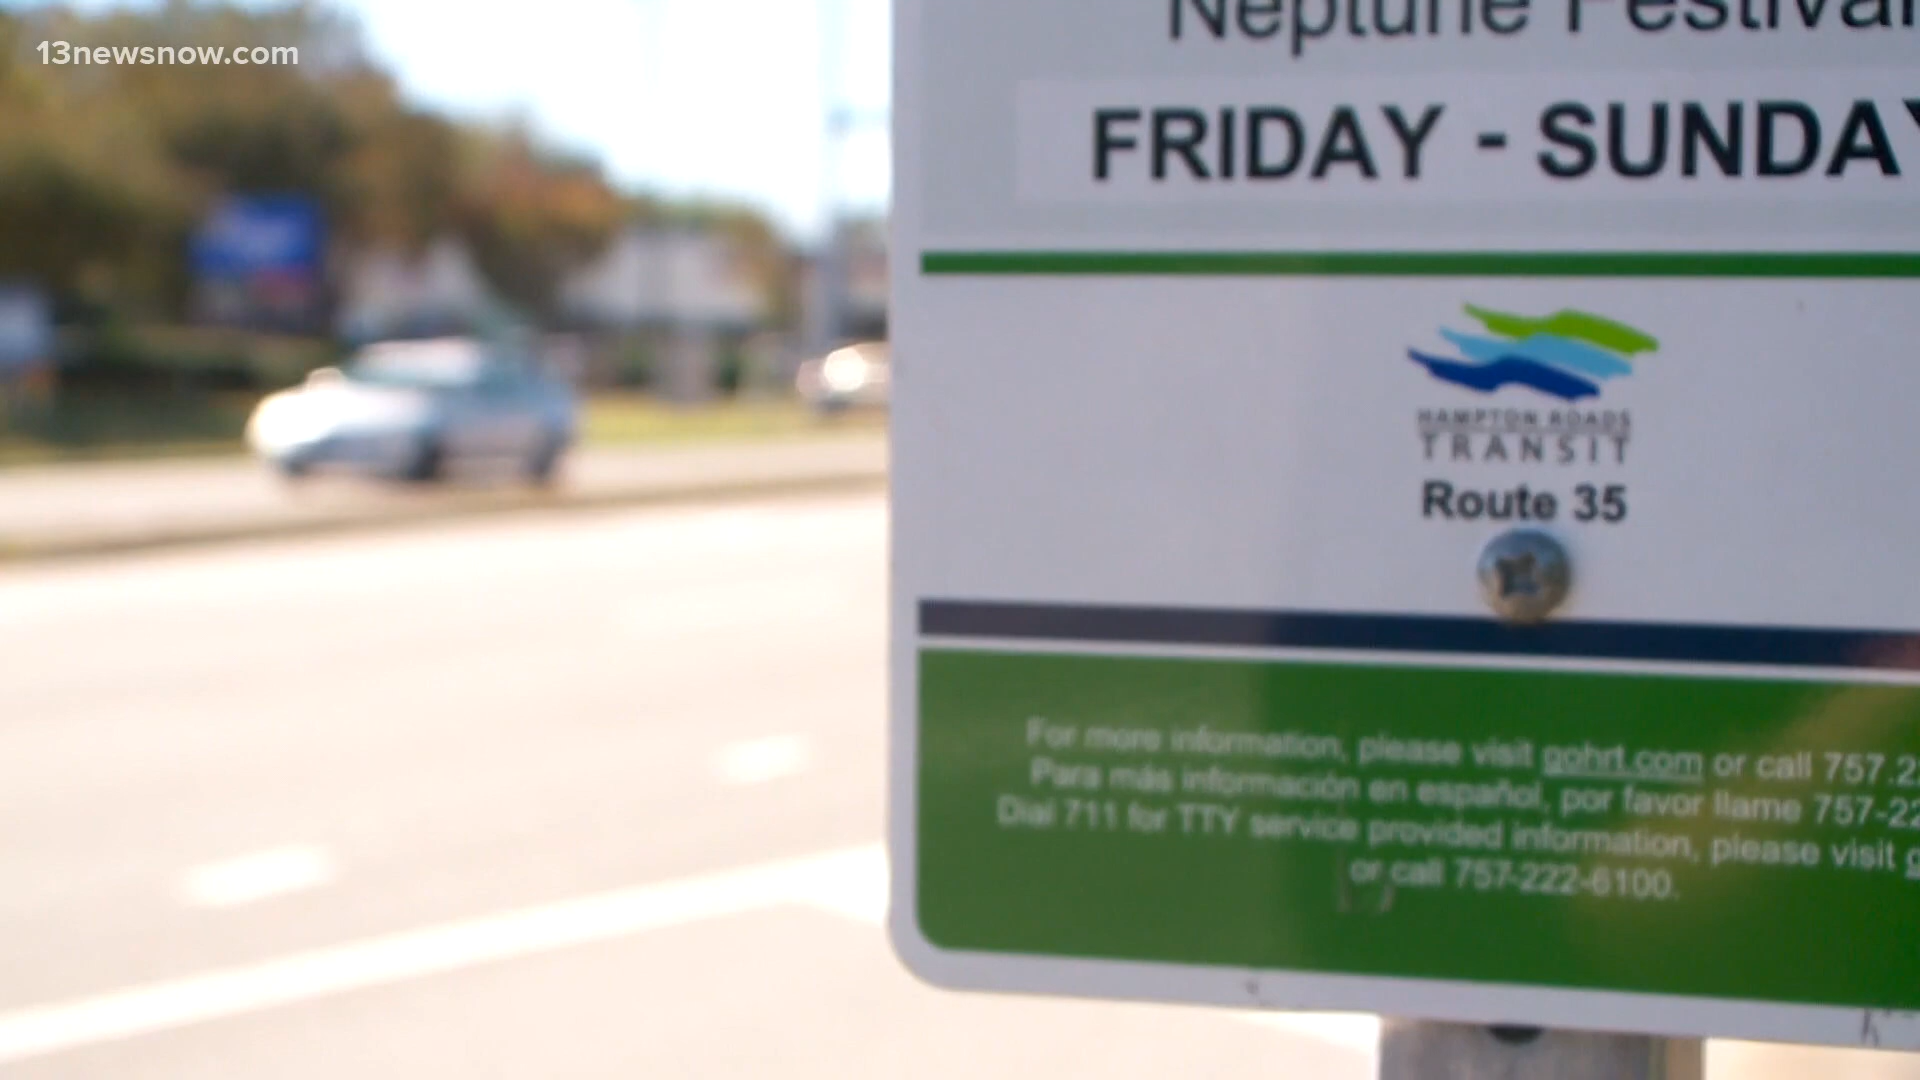 13newsnow.com
Neptune Festival
FRIDAY - SUNDAY
HAMPTON ROADS
TRANSIT
Route 35
For more information, please visit gohrt.com or call 757.22
Para más información en español, por favor llame 757-22
Dial 711 for TTY service provided information, please visit g
or call 757-222-6100.